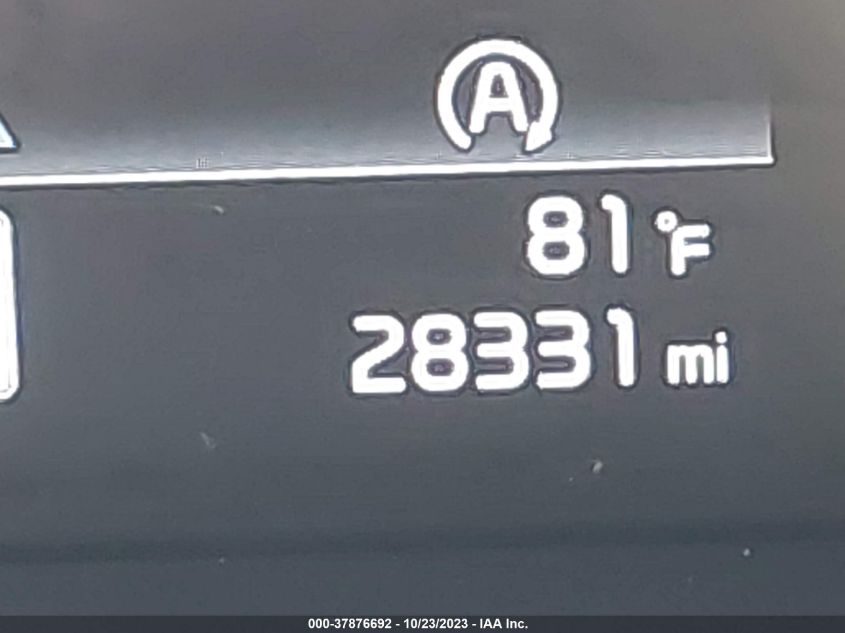 A
81 °F
28331 mi
000-37876692 - 10/23/2023 - IAA Inc.